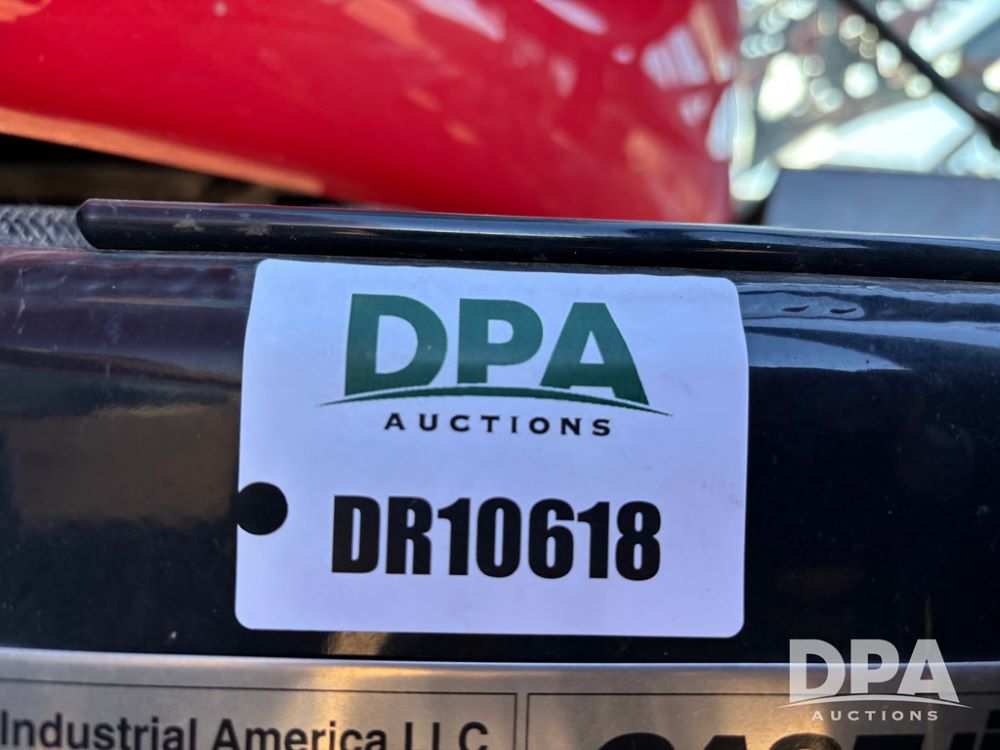 DPA
AUCTIONS
DR10618
Industrial America LLC
DPA
AUCTIONS